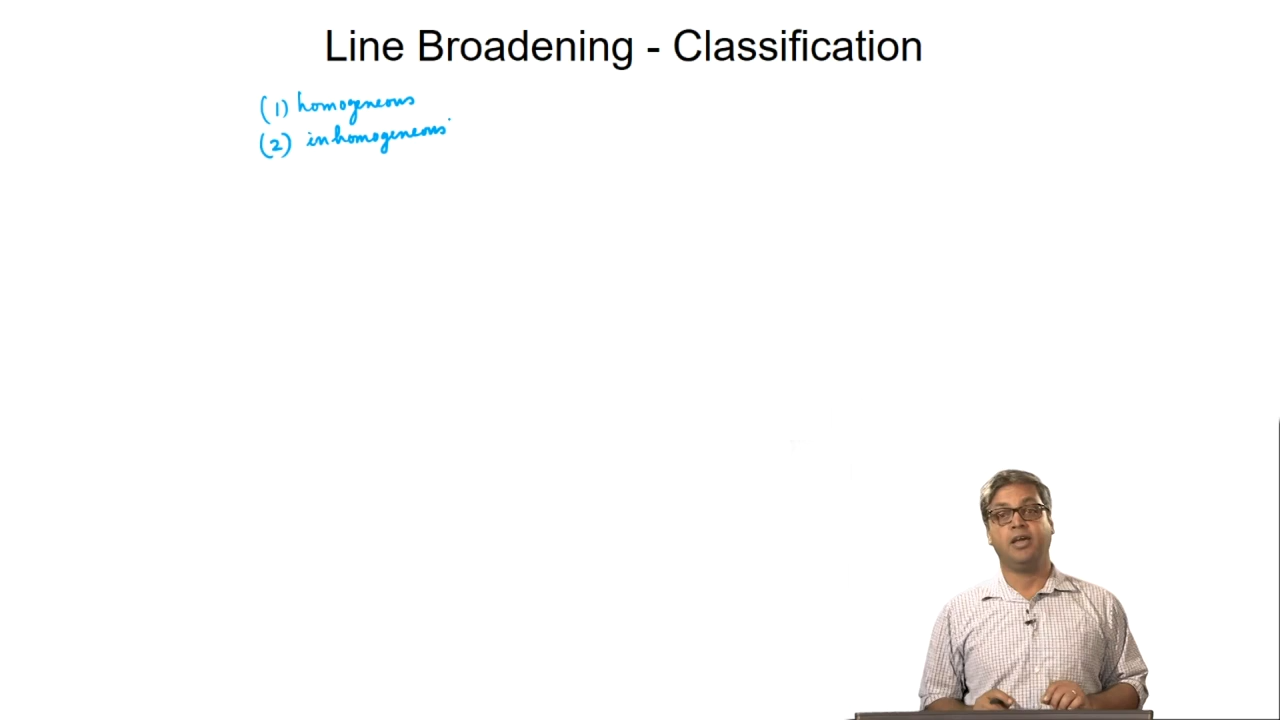 Line Broadening - Classification
(1) homogeneous
(2) inhomogeneous